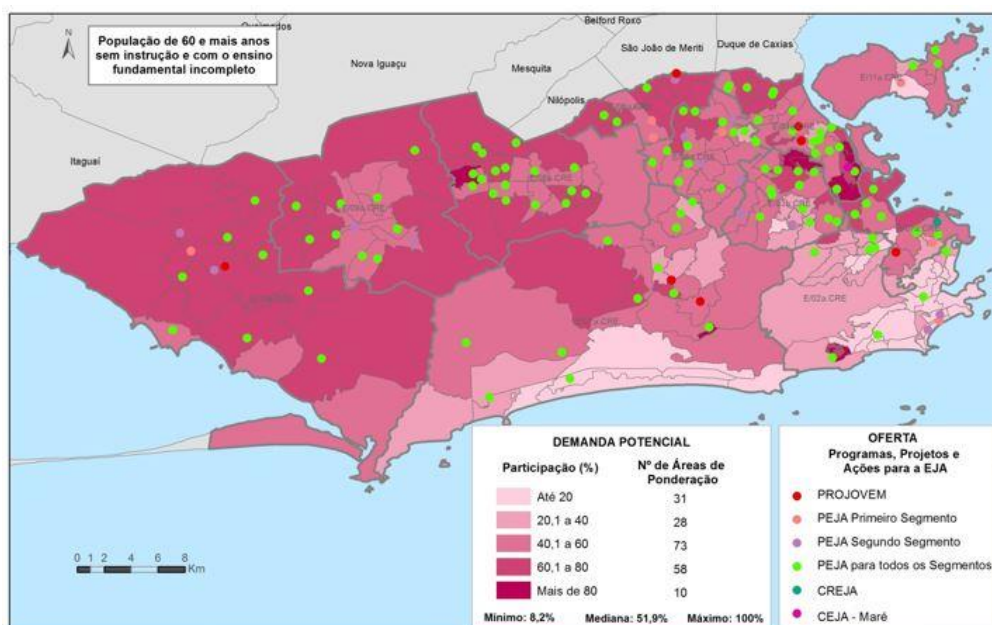 Queimados
Belford Roxo
São João de Meriti
Duque de Caxias
N
População de 60 e mais anos
sem instrução e com o ensino
fundamental incompleto
Nova Iguaçu
Mesquita
Nilópolis
Itaguaí
E/11a.CRE
E/02a.CRE
DEMANDA POTENCIAL
Participação (%)
Nº de Áreas de
Ponderação
Até 20 31
20,1 a 40 28
40,1 a 60 73
60,1 a 80 58
Mais de 80 10
Mínimo: 8,2% Mediana: 51,9% Máximo: 100%
OFERTA
Programas, Projetos e
Ações para a EJA
PROJOVEM
PEJA Primeiro Segmento
PEJA Segundo Segmento
PEJA para todos os Segmentos
CREJA
CEJA - Maré
0 1 2 4 6 8
Km